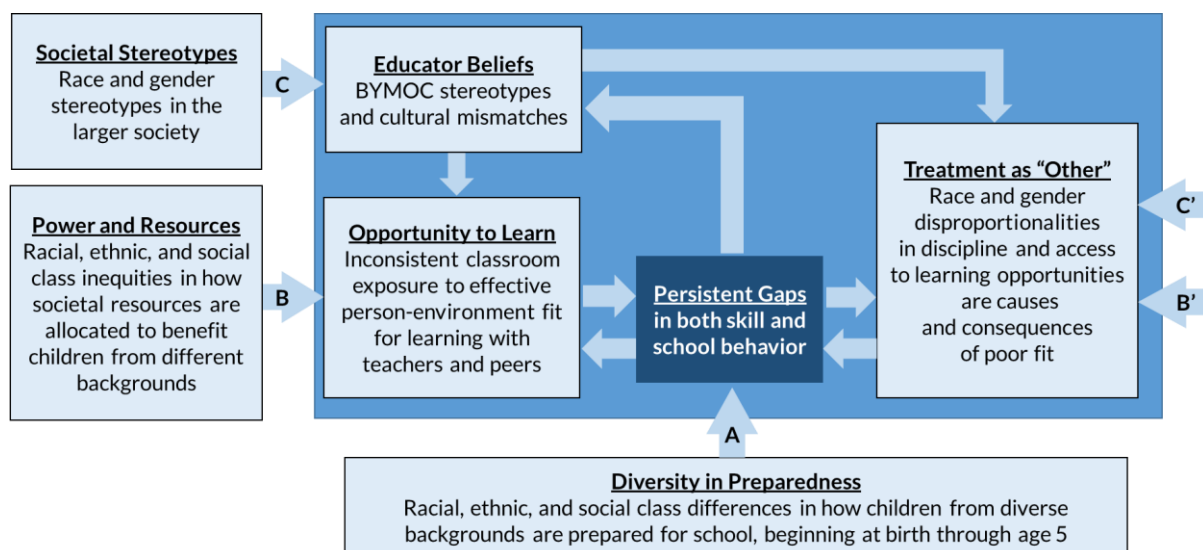 Societal Stereotypes
Race and gender
stereotypes in the
larger society
C
Educator Beliefs
BYMOC stereotypes
and cultural mismatches
Power and Resources
Racial, ethnic, and social
class inequities in how
societal resources are
allocated to benefit
children from different
backgrounds
B
Opportunity to Learn
Inconsistent classroom
exposure to effective
person-environment fit
for learning with
teachers and peers
Persistent Gaps
in both skill and
school behavior
Treatment as “Other”
Race and gender
disproportionalities
in discipline and access
to learning opportunities
are causes
and consequences
of poor fit
C’
B’
A
Diversity in Preparedness
Racial, ethnic, and social class differences in how children from diverse
backgrounds are prepared for school, beginning at birth through age 5